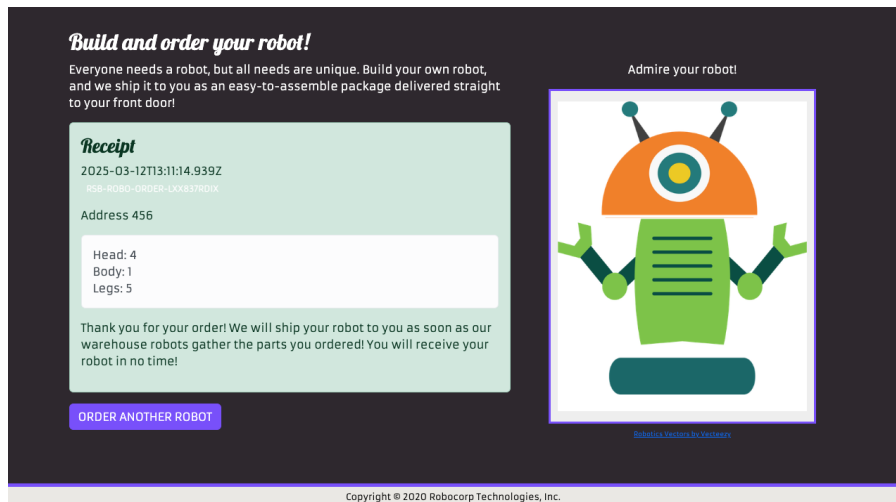 Build and order your robot!
Everyone needs a robot, but all needs are unique. Build your own robot,
and we ship it to you as an easy-to-assemble package delivered straight
to your front door!
Admire your robot!
Receipt
2025-03-12T13:11:14.939Z
RSB-ROBO-ORDER-LXX837RDIX
Address 456
Head: 4
Body: 1
Legs: 5
Thank you for your order! We will ship your robot to you as soon as our
warehouse robots gather the parts you ordered! You will receive your
robot in no time!
ORDER ANOTHER ROBOT
Robotics Vectors by Vecteezy
Copyright © 2020 Robocorp Technologies, Inc.